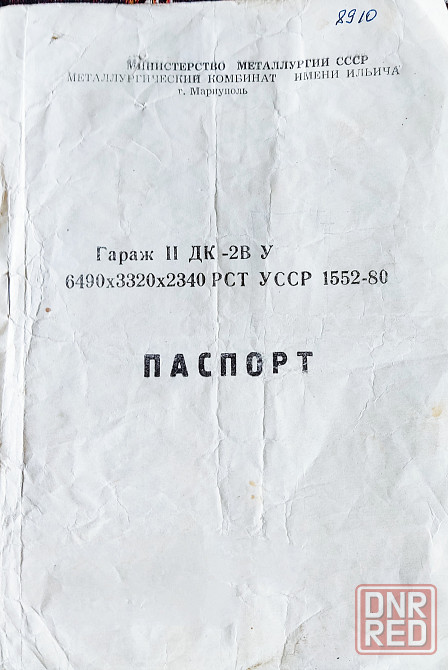 8910
МИНИСТЕРСТВО МЕТАЛЛУРГИИ СССР
МЕТАЛЛУРГИЧЕСКИЙ КОМБИНАТ ИМЕНИ ИЛЬИЧА
г. Мариуполь
Гараж II ДК-2В У
6490х3320х2340 РСТ УССР 1552-80
ПАСПОРТ
DNR
RED